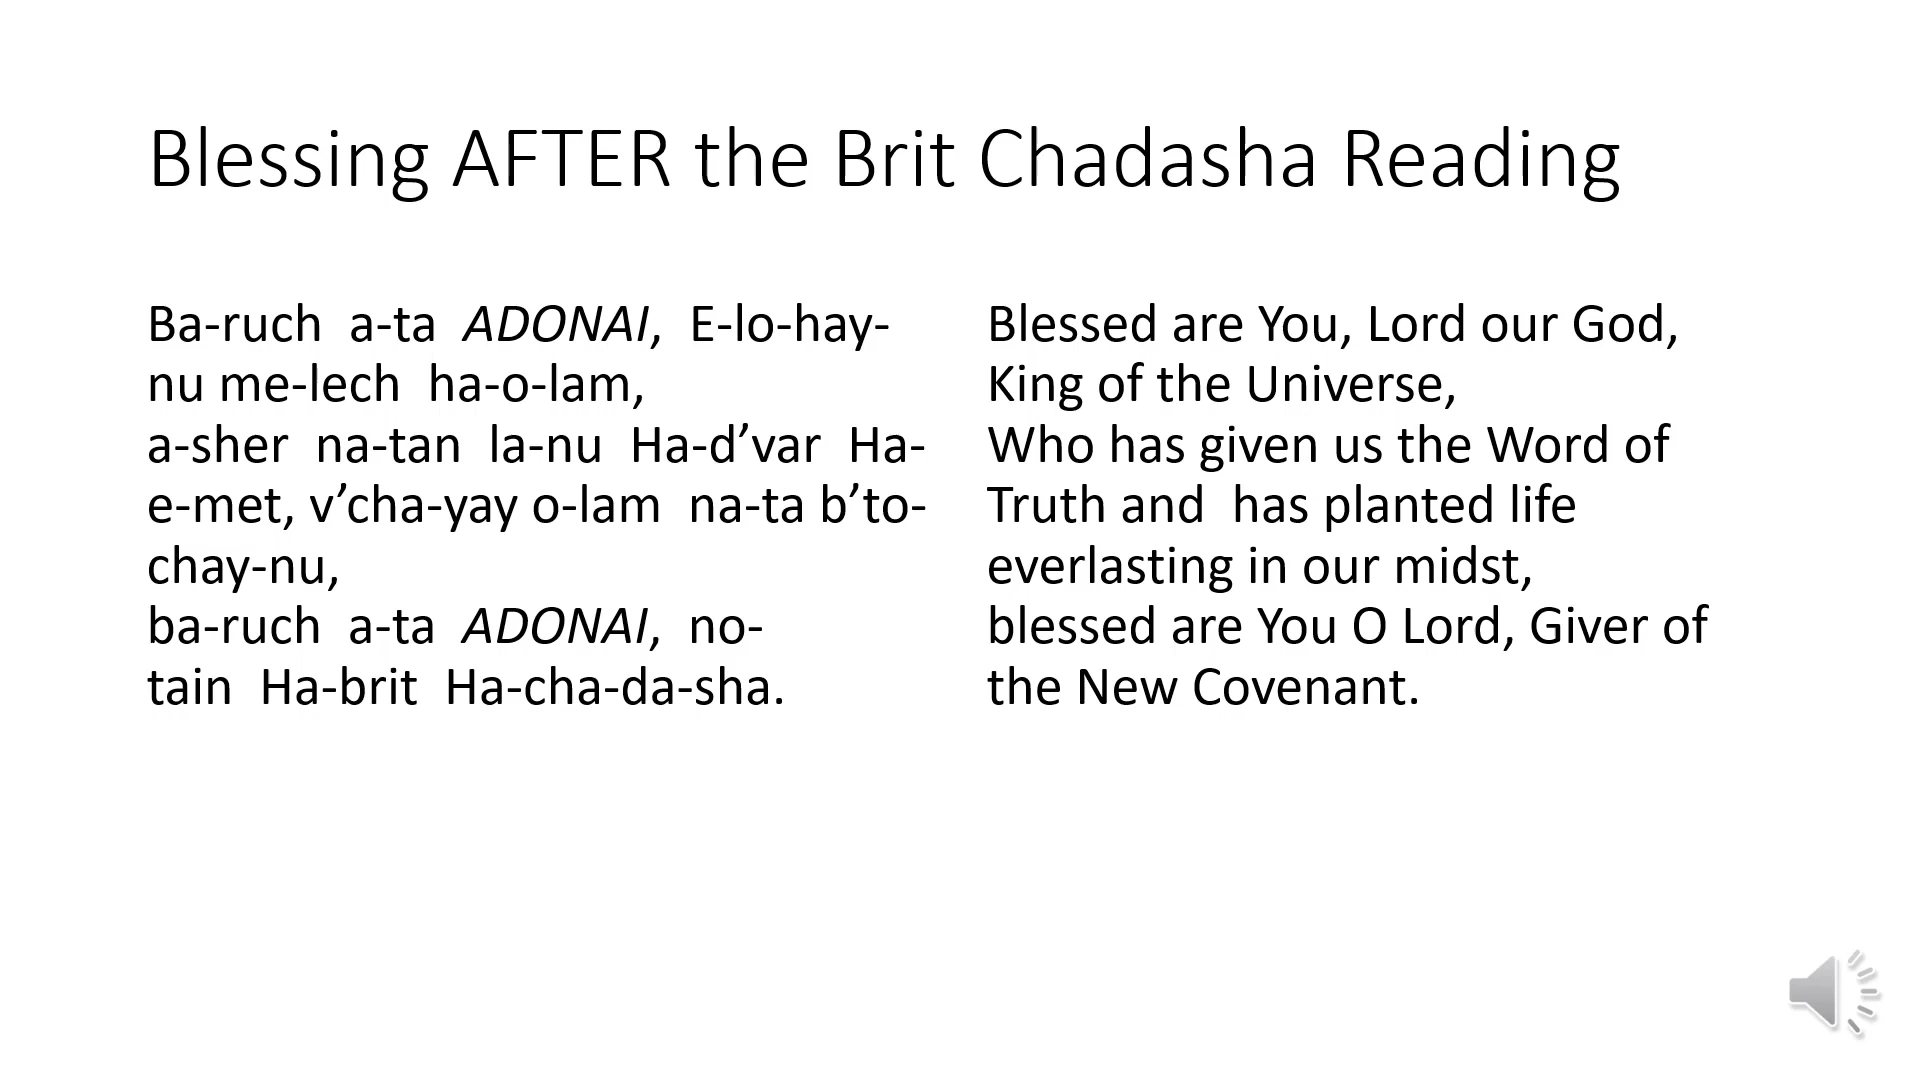 Blessing AFTER the Brit Chadasha Reading
Ba-ruch a-ta ADONAI, E-lo-hay-
nu me-lech ha-o-lam,
a-sher na-tan la-nu Ha-d’var Ha-
e-met, v’cha-yay o-lam na-ta b’to-
chay-nu,
ba-ruch a-ta ADONAI, no-
tain Ha-brit Ha-cha-da-sha.
Blessed are You, Lord our God,
King of the Universe,
Who has given us the Word of
Truth and has planted life
everlasting in our midst,
blessed are You O Lord, Giver of
the New Covenant.